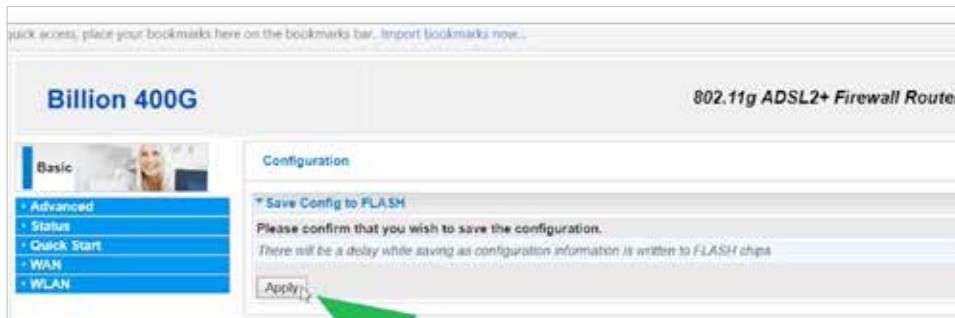 quick access, place your bookmarks here on the bookmarks bar. Import bookmarks now...
Billion 400G
802.11g ADSL2+ Firewall Router
Basic
Configuration
Advanced
Status
Quick Start
WAN
WLAN
Save Config to FLASH
Please confirm that you wish to save the configuration.
There will be a delay while saving as configuration information is written to FLASH chips
Apply